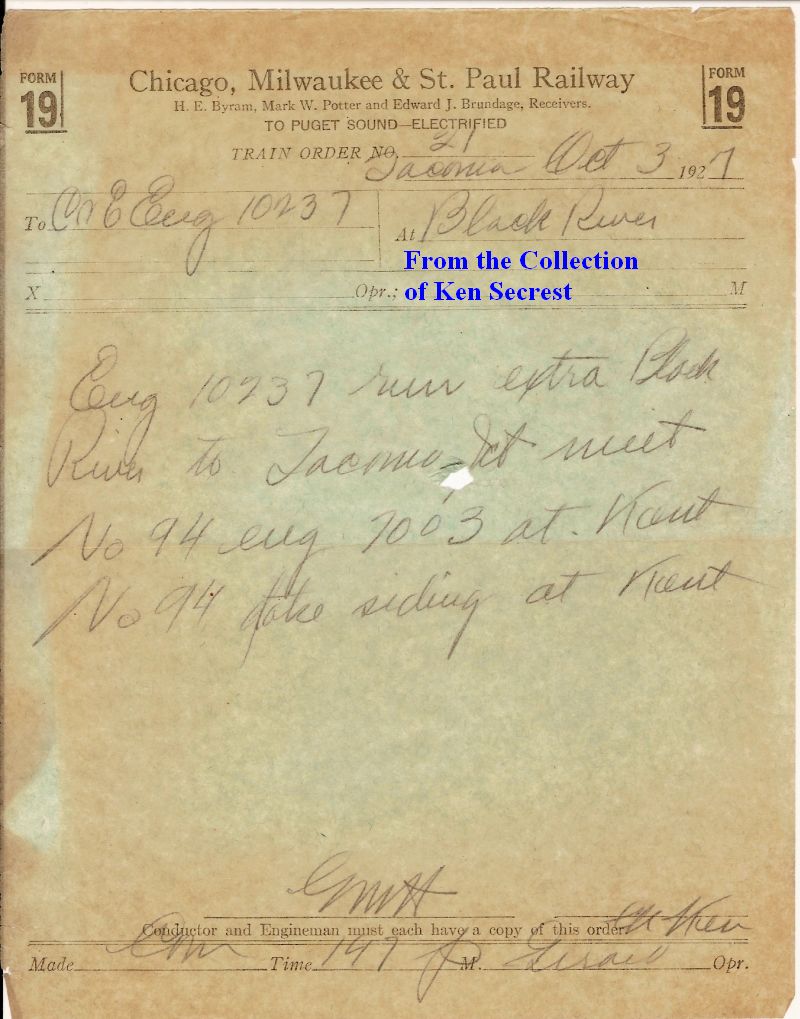 FORM 19
Chicago, Milwaukee & St. Paul Railway
FORM 19
H. E. Byram, Mark W. Potter and Edward J. Brundage, Receivers.
TO PUGET SOUND—ELECTRIFIED
TRAIN ORDER NO. 21
Tacoma Oct 3 1927
To C & E Eng 10237 At Black River
From the Collection
of Ken Secrest
X Opr.; M
Eng 10237 run extra Black
River to Tacoma Jct meet
No 94 eng 7003 at Kent
No 94 take siding at Kent
GMH
Conductor and Engineman must each have a copy of this order
Made Com Time 147 P M. Opr.